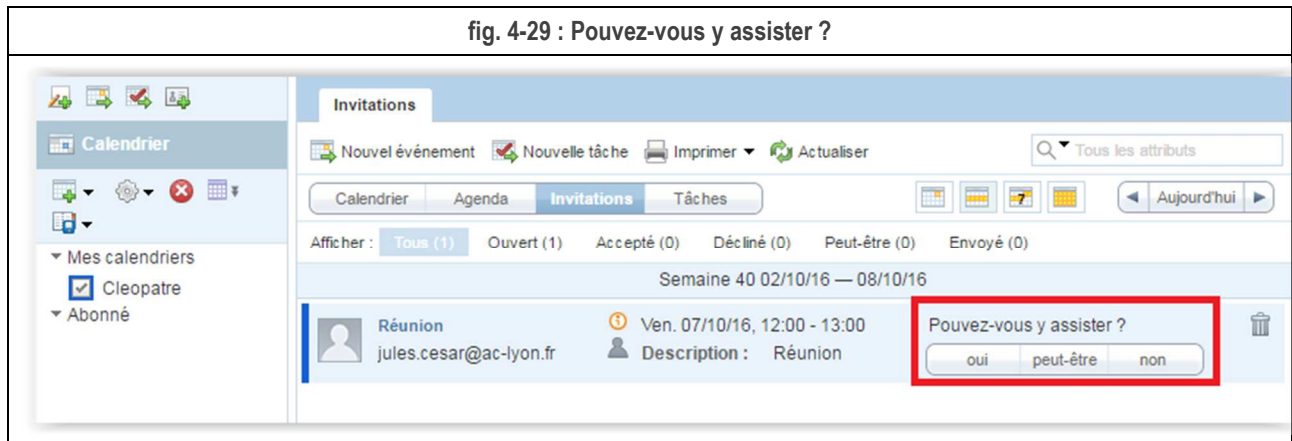 fig. 4-29 : Pouvez-vous y assister ?
Invitations
Calendrier
Nouvel événement Nouvelle tâche Imprimer Actualiser Tous les attributs
Calendrier Agenda Invitations Tâches Aujourd'hui
Afficher : Tous (1) Ouvert (1) Accepté (0) Décliné (0) Peut-être (0) Envoyé (0)
Mes calendriers
Cleopatre
Abonné
Semaine 40 02/10/16 — 08/10/16
Réunion Ven. 07/10/16, 12:00 - 13:00 Pouvez-vous y assister ?
jules.cesar@ac-lyon.fr Description : Réunion oui peut-être non